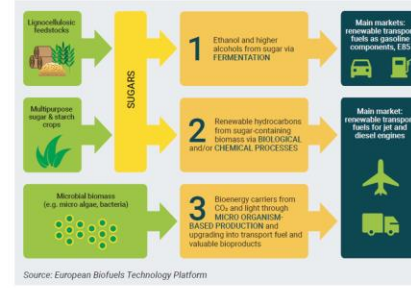 Lignocellulosic
feedstocks
Multipurpose
sugar & starch
crops
SUGARS
1
Ethanol and higher
alcohols from sugar via
FERMENTATION
2
Renewable hydrocarbons
from sugar-containing
biomass via BIOLOGICAL
and/or CHEMICAL PROCESSES
Microbial biomass
(e.g. micro algae, bacteria)
3
Bioenergy carriers from
CO₂ and light through
MICRO ORGANISM-
BASED PRODUCTION and
upgrading into transport fuel and
valuable bioproducts
Main markets:
renewable transport
fuels as gasoline
components, E85
Main market:
renewable transport
fuels for jet and
diesel engines
Source: European Biofuels Technology Platform